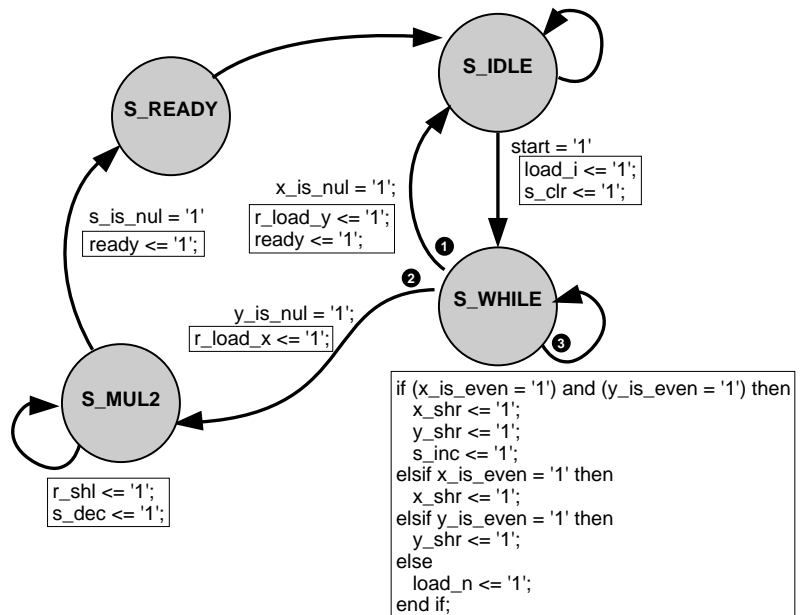 S_IDLE
S_READY
start = '1'
load_i <= '1';
s_clr <= '1';
x_is_nul = '1';
r_load_y <= '1';
ready <= '1';
s_is_nul = '1'
ready <= '1';
1
2
S_WHILE
y_is_nul = '1';
r_load_x <= '1';
3
S_MUL2
r_shl <= '1';
s_dec <= '1';
if (x_is_even = '1') and (y_is_even = '1') then
x_shr <= '1';
y_shr <= '1';
s_inc <= '1';
elsif x_is_even = '1' then
x_shr <= '1';
elsif y_is_even = '1' then
y_shr <= '1';
else
load_n <= '1';
end if;